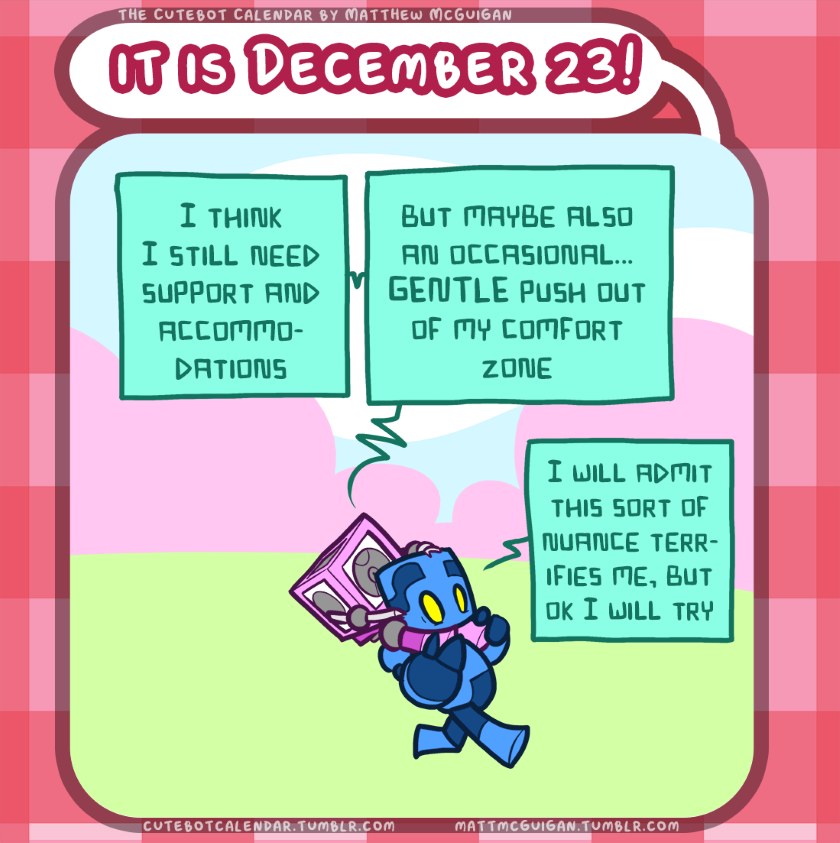 The Cutebot Calendar by Matthew McGuigan
It is December 23!
I think
I still need
support and
accommo-
dations
But maybe also
an occasional...
GENTLE push out
of my comfort
zone
I will admit
this sort of
nuance terr-
ifies me, but
ok I will try
cutebotcalendar.tumblr.com
mattmcguigan.tumblr.com